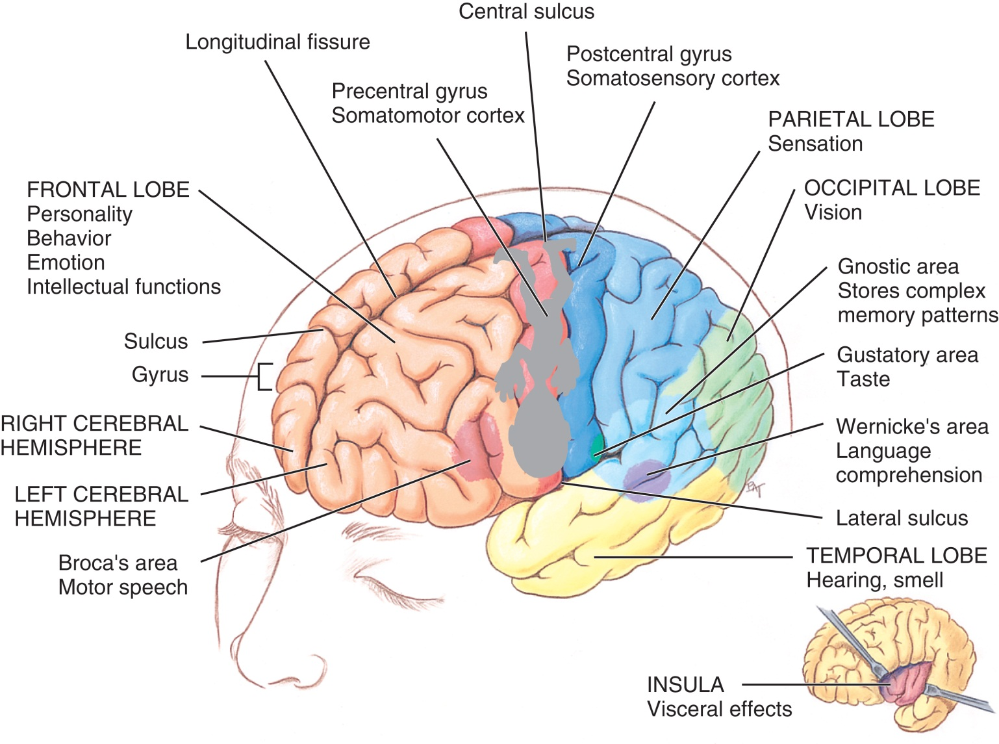 Central sulcus
Longitudinal fissure
Postcentral gyrus
Somatosensory cortex
Precentral gyrus
Somatomotor cortex
PARIETAL LOBE
Sensation
FRONTAL LOBE
Personality
Behavior
Emotion
Intellectual functions
OCCIPITAL LOBE
Vision
Gnostic area
Stores complex
memory patterns
Sulcus
Gyrus
Gustatory area
Taste
RIGHT CEREBRAL
HEMISPHERE
Wernicke's area
Language
comprehension
LEFT CEREBRAL
HEMISPHERE
Lateral sulcus
Broca's area
Motor speech
TEMPORAL LOBE
Hearing, smell
INSULA
Visceral effects